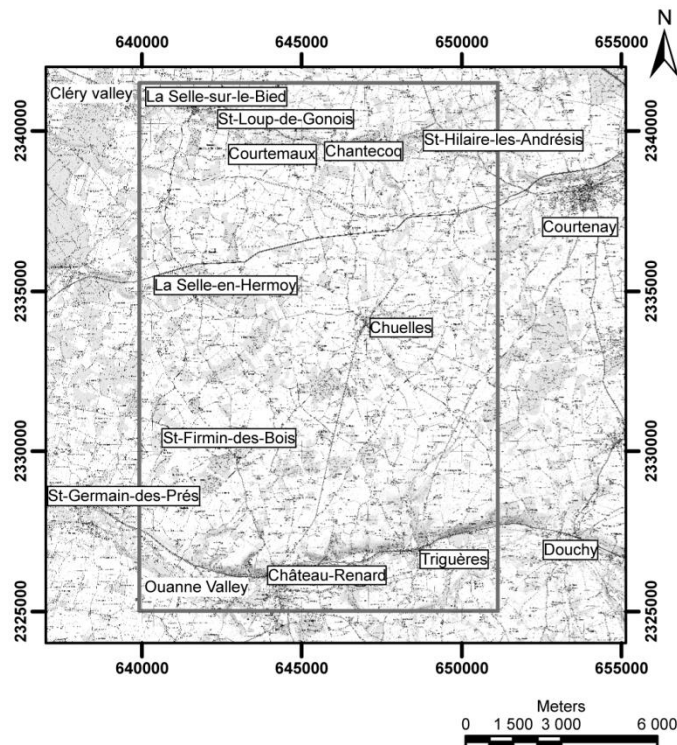 N
640000 645000 650000 655000
Cléry valley
La Selle-sur-le-Bied
St-Loup-de-Gonois
2340000
St-Hilaire-les-Andrésis
2340000
Courtemaux
Chantecoq
Courtenay
La Selle-en-Hermoy
2335000
2335000
Chuelles
St-Firmin-des-Bois
2330000
2330000
St-Germain-des-Prés
Triguères
Douchy
Château-Renard
Ouanne Valley
2325000
2325000
640000 645000 650000 655000
Meters
0 1 500 3 000 6 000